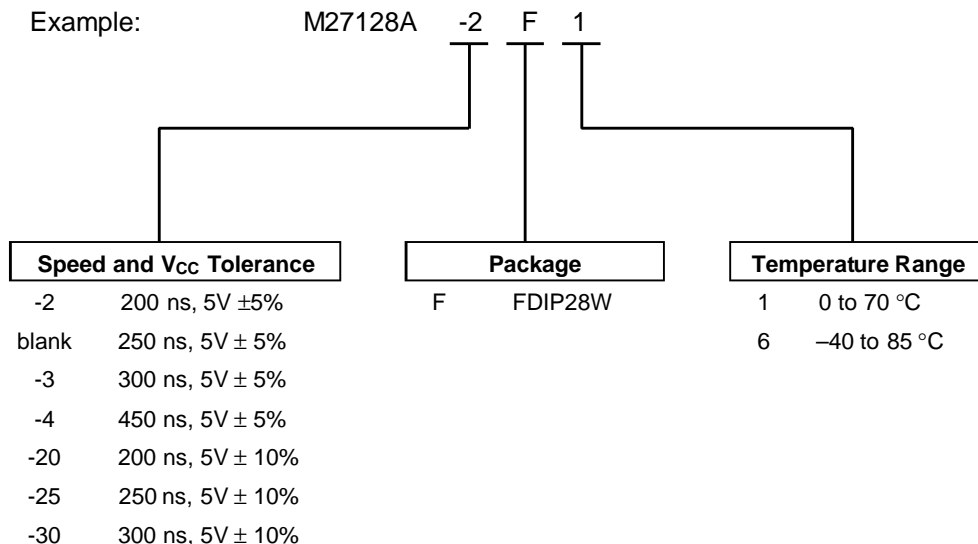 Example: M27128A -2 F 1
Speed and VCC Tolerance
-2 200 ns, 5V ±5%
blank 250 ns, 5V ± 5%
-3 300 ns, 5V ± 5%
-4 450 ns, 5V ± 5%
-20 200 ns, 5V ± 10%
-25 250 ns, 5V ± 10%
-30 300 ns, 5V ± 10%
Package
F FDIP28W
Temperature Range
1 0 to 70 °C
6 –40 to 85 °C